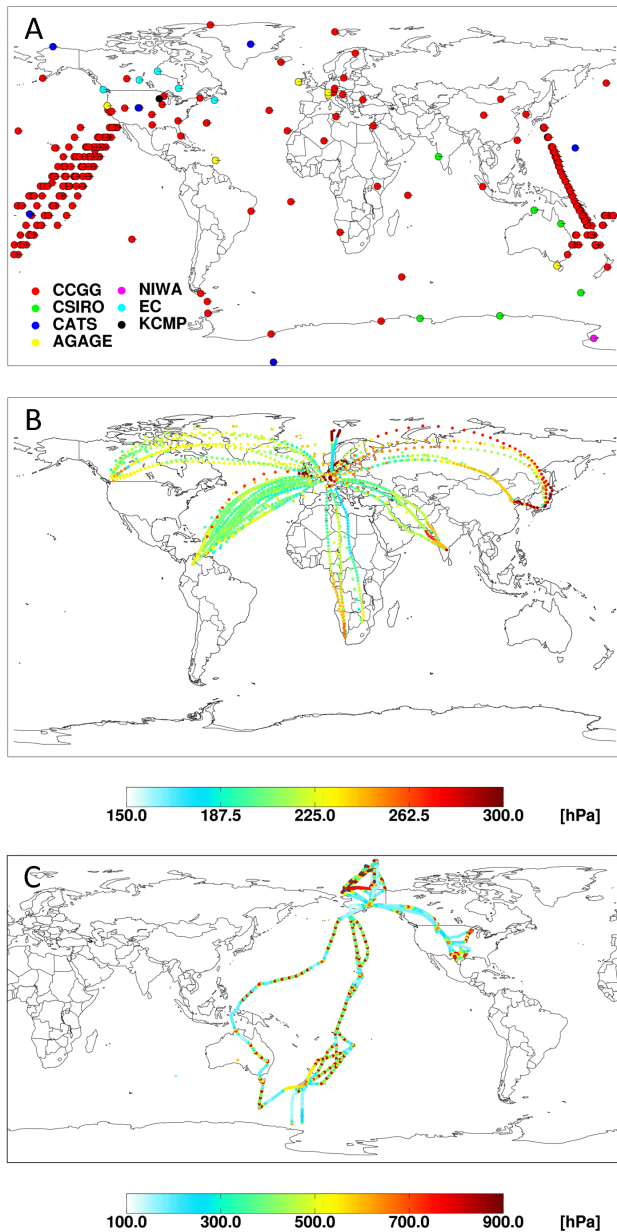 A
CCGG NIWA
CSIRO EC
CATS KCMP
AGAGE
B
150.0 187.5 225.0 262.5 300.0 [hPa]
C
100.0 300.0 500.0 700.0 900.0 [hPa]